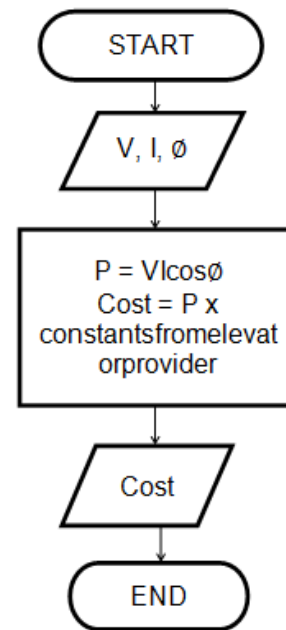 START
V, I, ø
P = VIcosø
Cost = P x
constantsfromelevat
orprovider
Cost
END